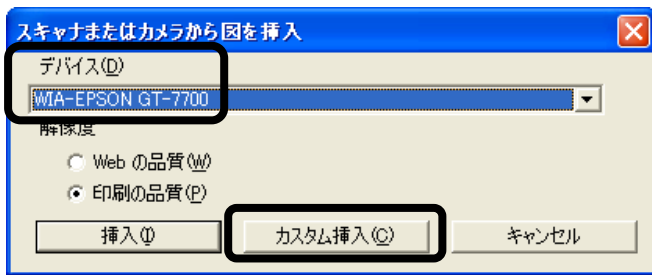 スキャナまたはカメラから図を挿入
デバイス(D)
WIA-EPSON GT-7700
解像度
Web の品質(W)
印刷の品質(P)
挿入(I) カスタム挿入(C) キャンセル